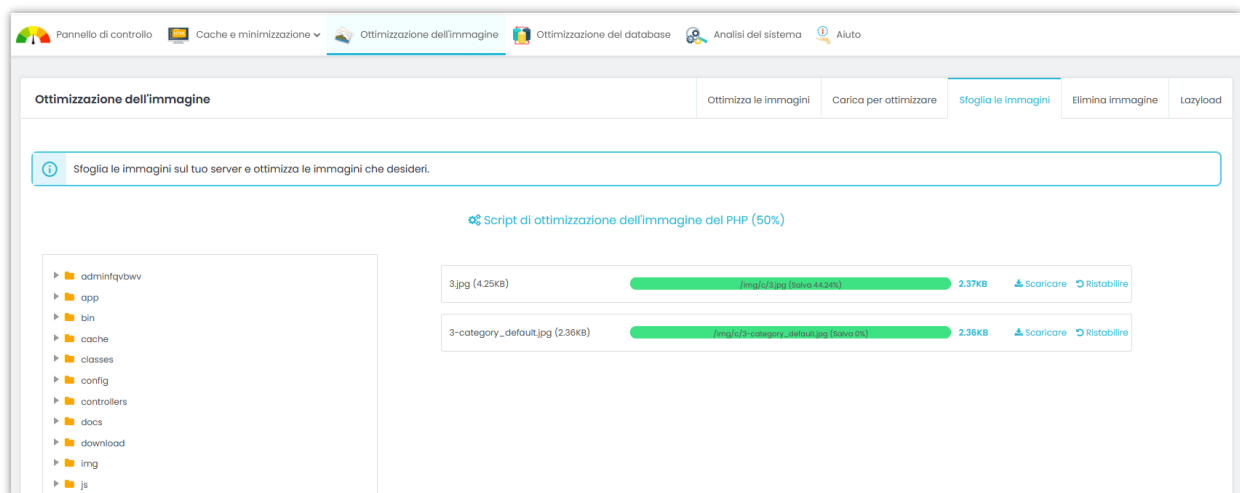 Pannello di controllo Cache e minimizzazione Ottimizzazione dell'immagine Ottimizzazione del database Analisi del sistema Aiuto
Ottimizzazione dell'immagine Ottimizza le immagini Carica per ottimizzare Sfoglia le immagini Elimina immagine Lazyload
Sfoglia le immagini sul tuo server e ottimizza le immagini che desideri.
Script di ottimizzazione dell'immagine del PHP (50%)
adminfqvbwv
app
bin
cache
classes
config
controllers
docs
download
img
js
3.jpg (4.25KB) /img/c/3.jpg (Salva 44.24%) 2.37KB Scaricare Ristabilire
3-category_default.jpg (2.36KB) /img/c/3-category_default.jpg (Salva 0%) 2.36KB Scaricare Ristabilire